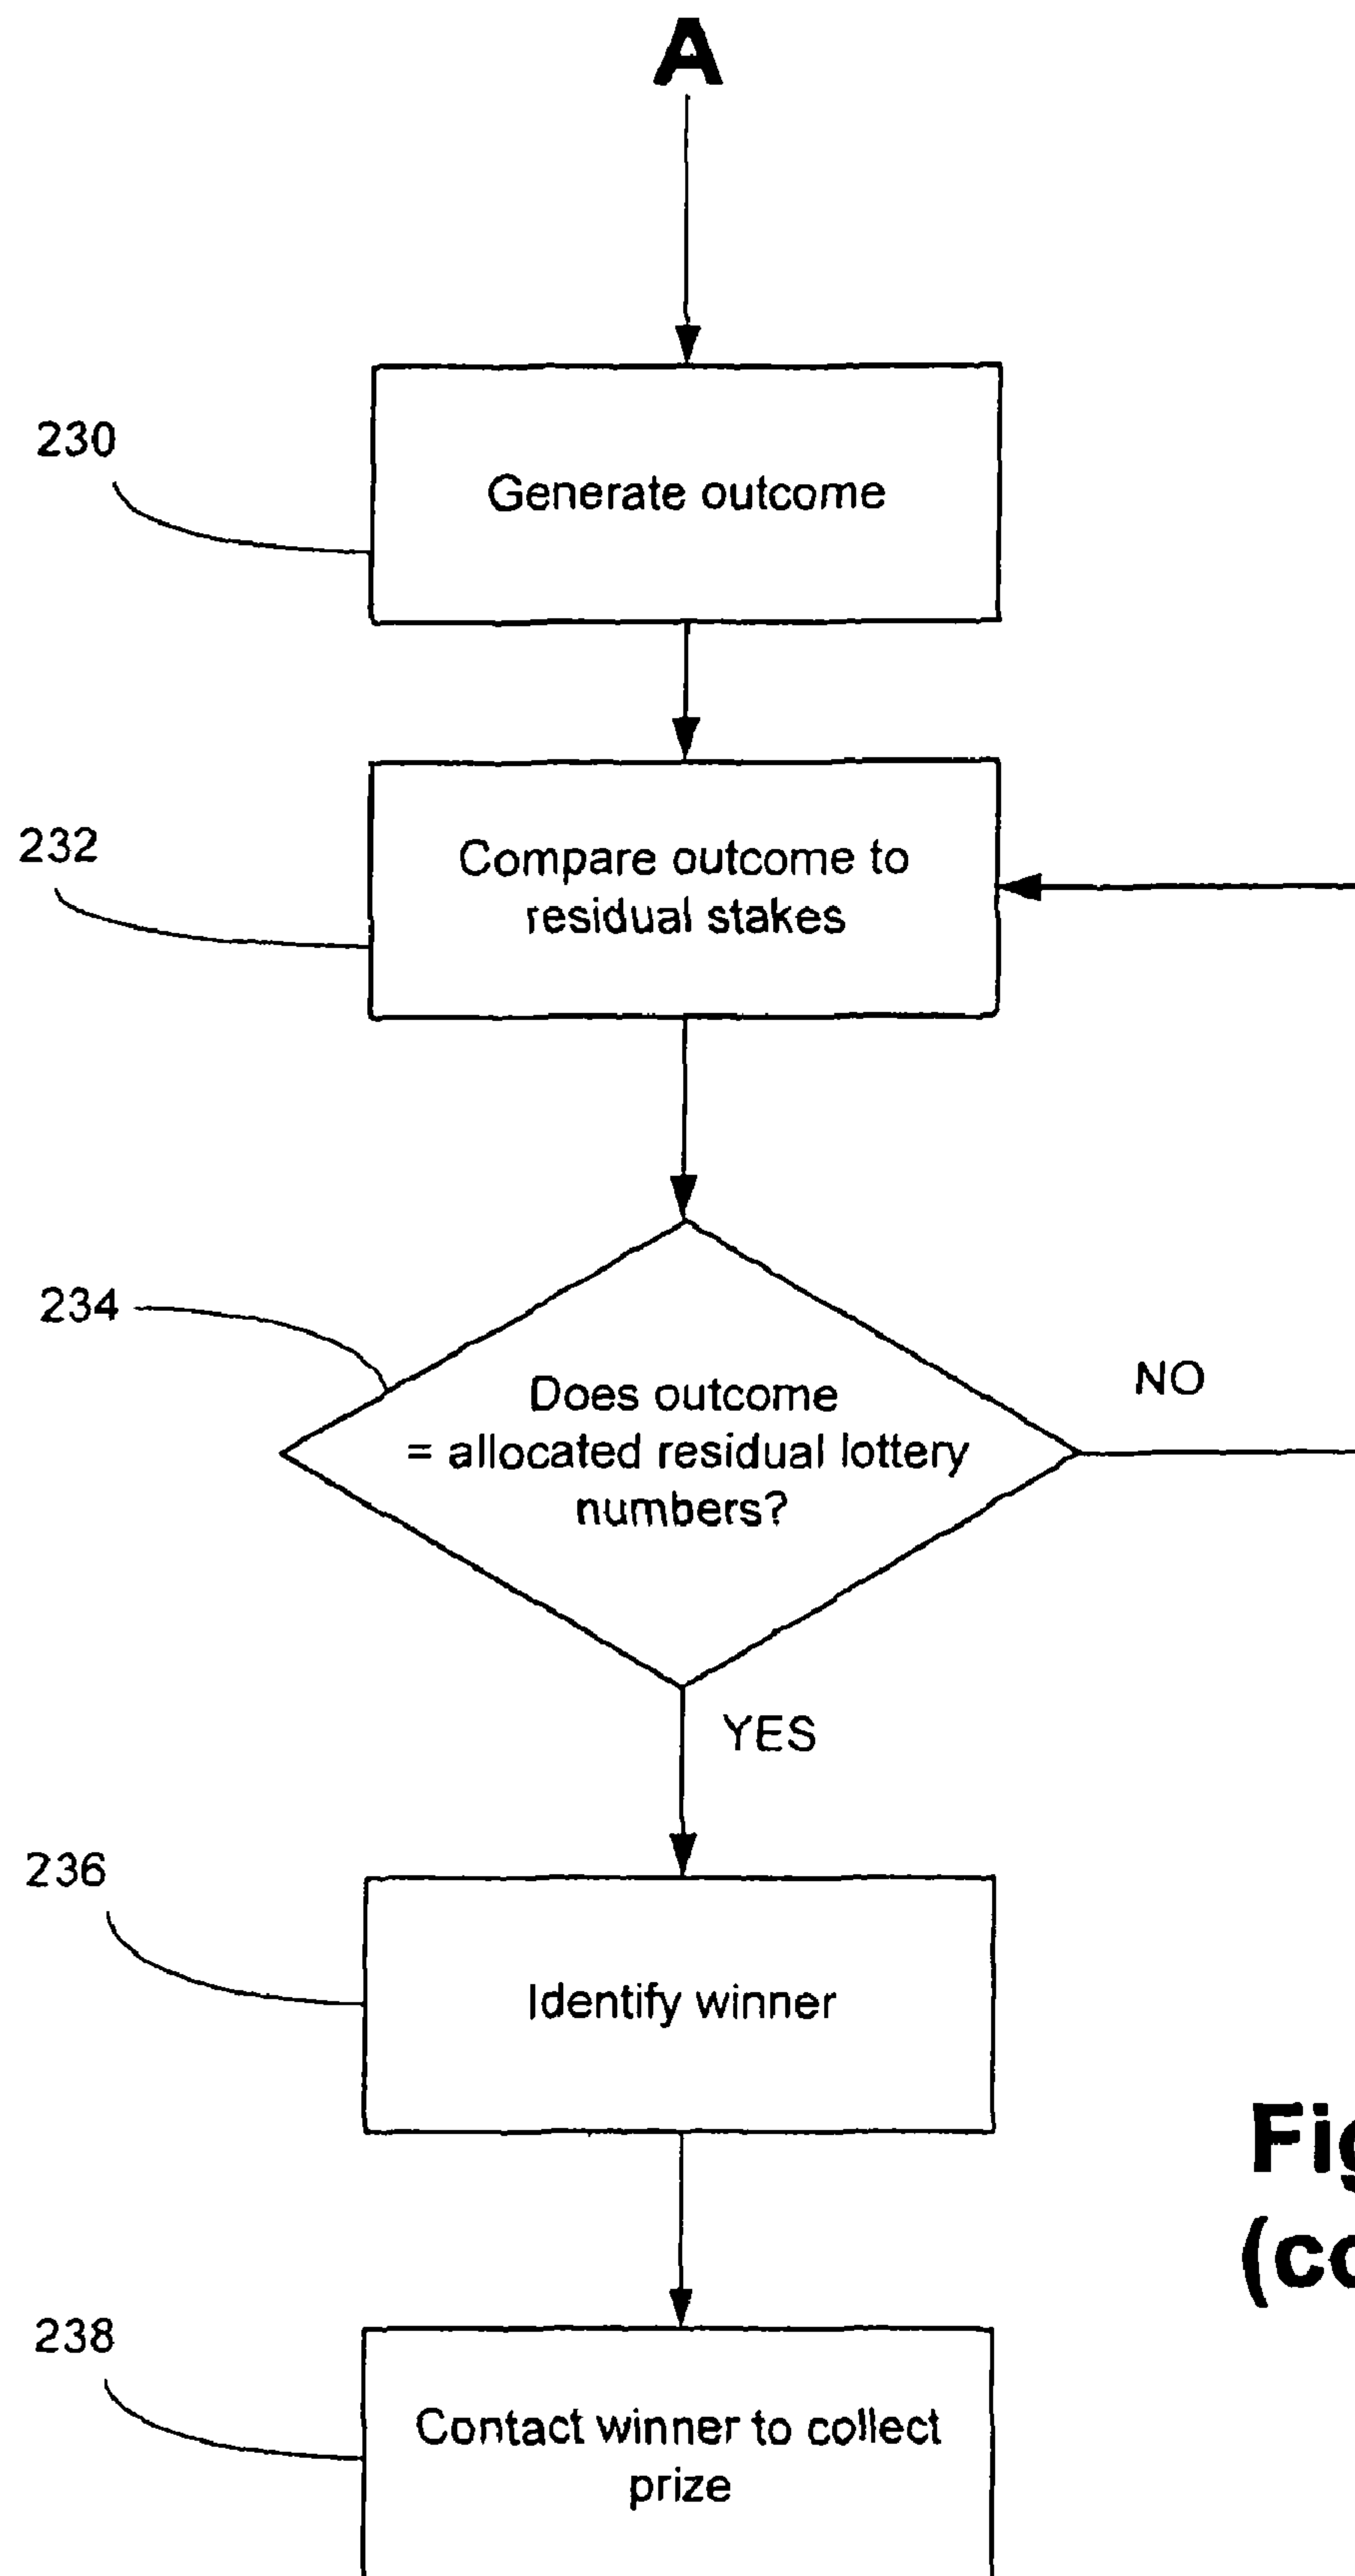 A
230
Generate outcome
232
Compare outcome to
residual stakes
234
Does outcome
= allocated residual lottery
numbers?
NO
YES
236
Identify winner
238
Contact winner to collect
prize